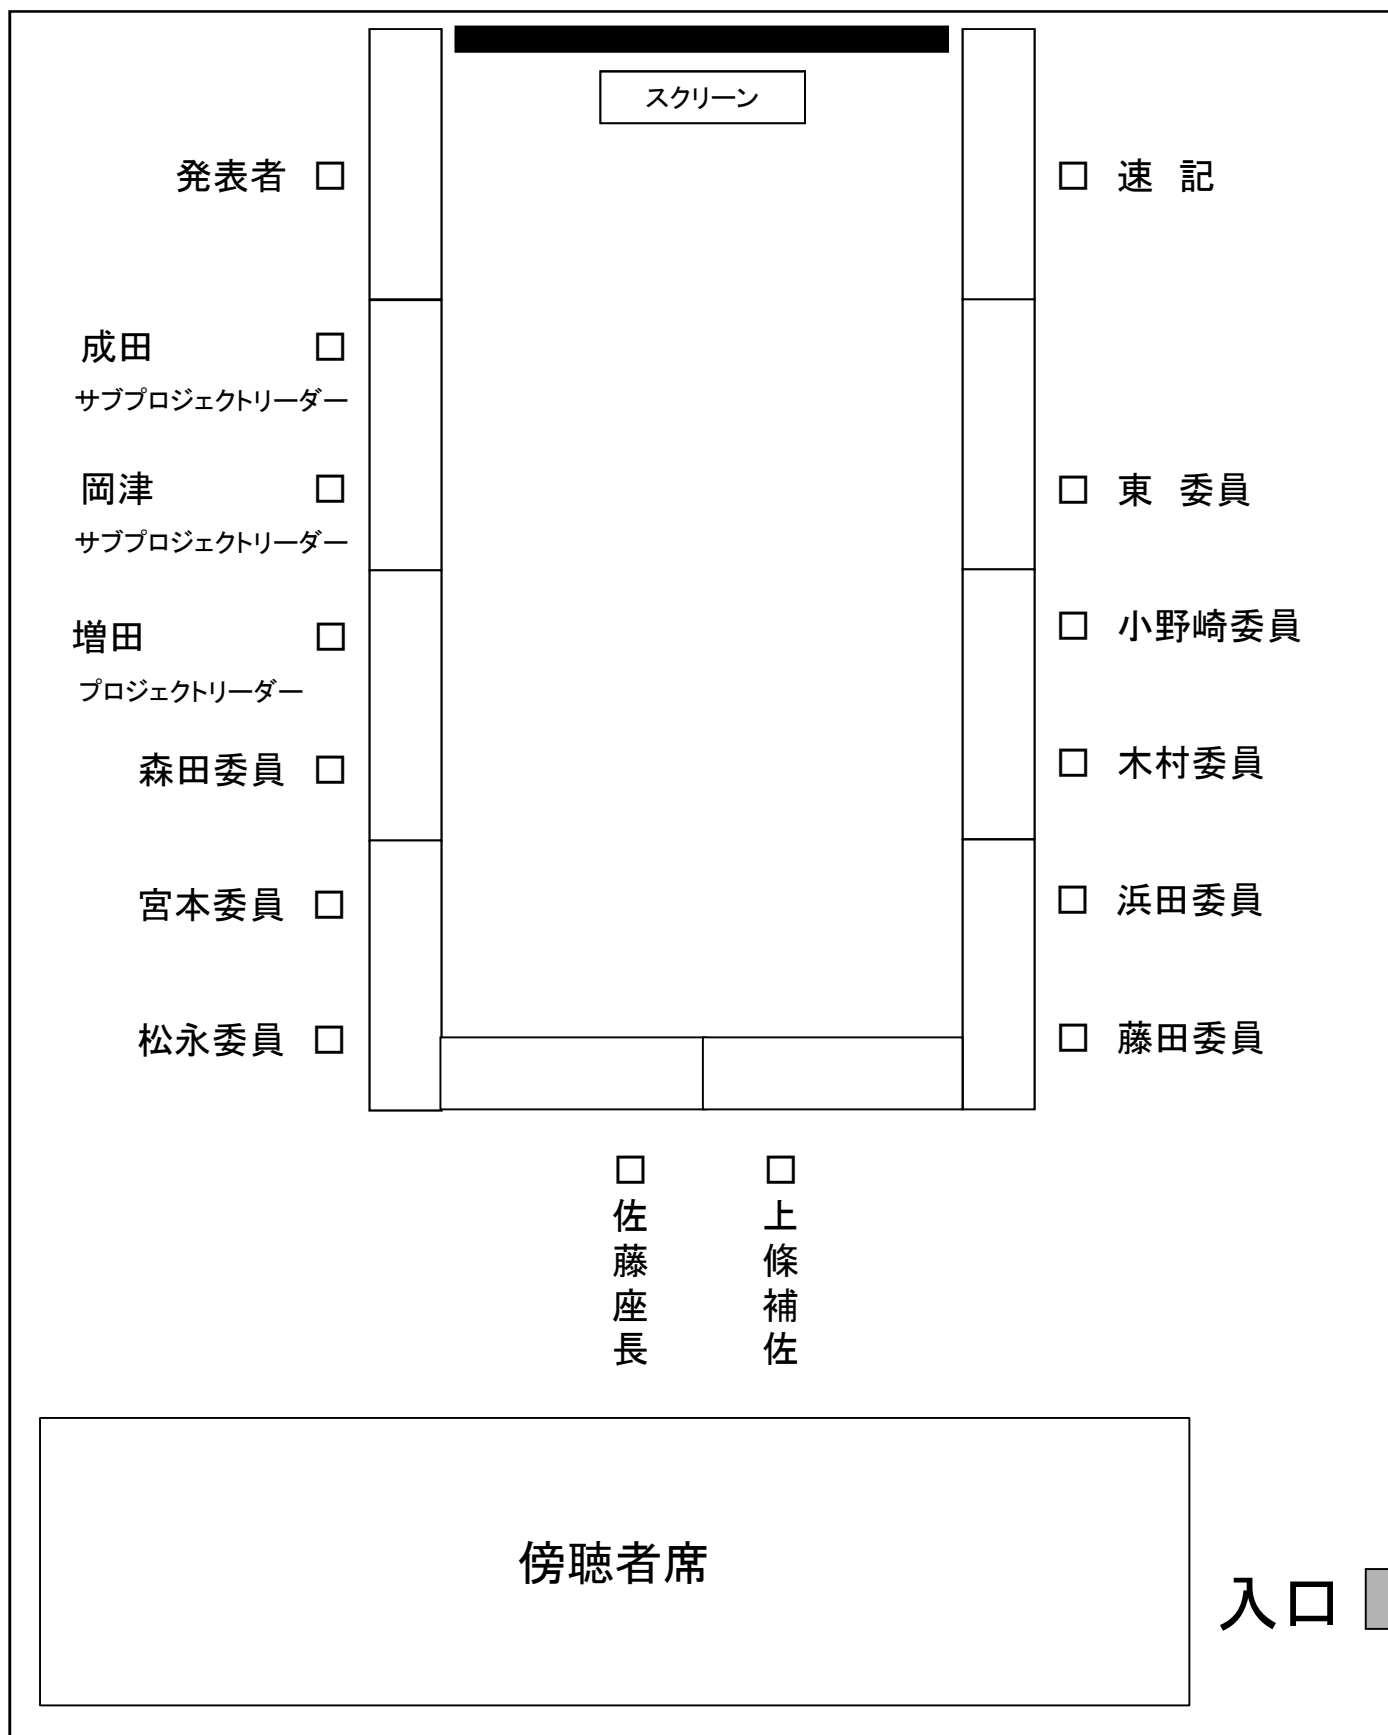 スクリーン
発表者 □
□ 速 記
成田 □
サブプロジェクトリーダー
岡津 □
サブプロジェクトリーダー
□ 東 委員
増田 □
プロジェクトリーダー
□ 小野崎委員
森田委員 □
□ 木村委員
宮本委員 □
□ 浜田委員
松永委員 □
□ 藤田委員
□佐藤座長
□上條補佐
傍聴者席
入口